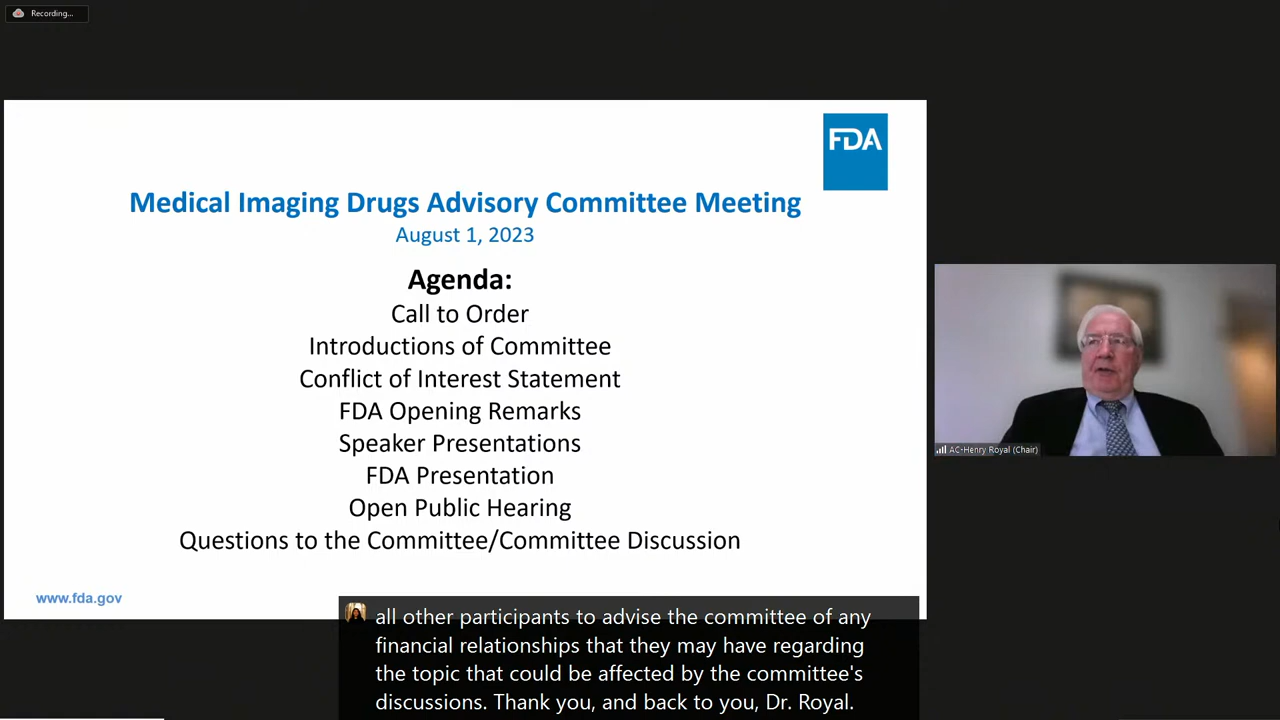 Recording...
FDA
Medical Imaging Drugs Advisory Committee Meeting
August 1, 2023
Agenda:
Call to Order
Introductions of Committee
Conflict of Interest Statement
FDA Opening Remarks
Speaker Presentations
FDA Presentation
Open Public Hearing
Questions to the Committee/Committee Discussion
www.fda.gov
AC-Henry Royal (Chair)
all other participants to advise the committee of any
financial relationships that they may have regarding
the topic that could be affected by the committee's
discussions. Thank you, and back to you, Dr. Royal.